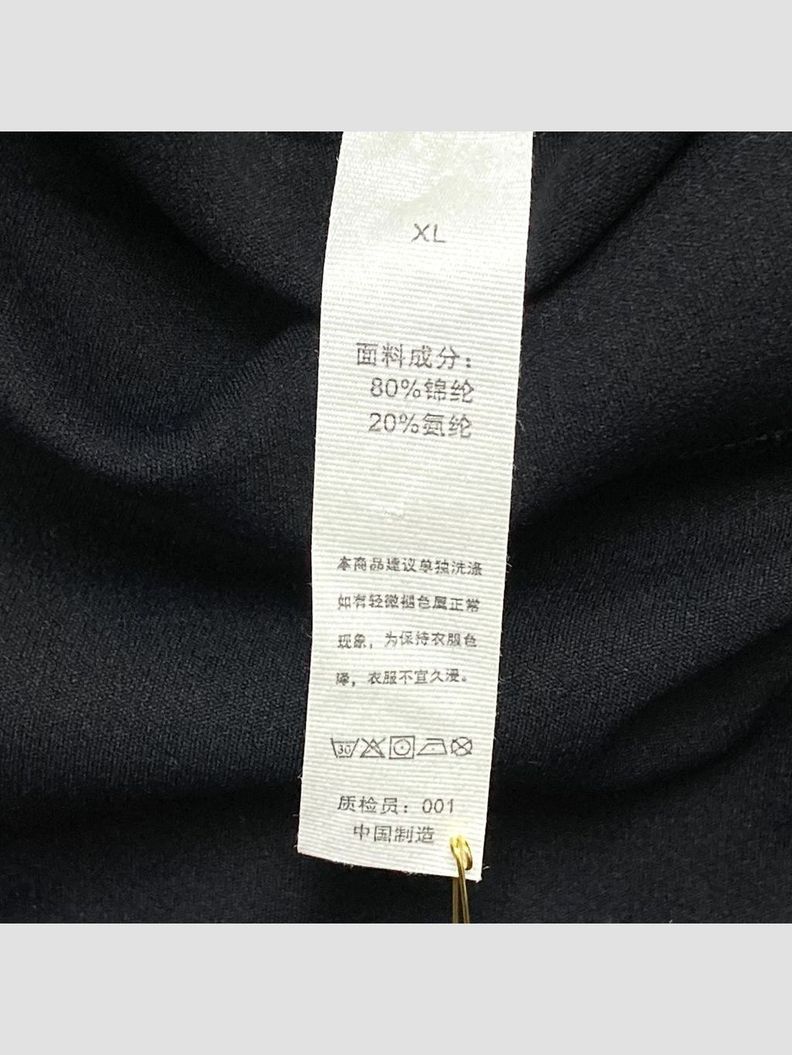 XL
面料成分：
80%锦纶
20%氨纶
本商品建议单独洗涤
如有轻微褪色属正常
现象，为保持衣服色
泽，衣服不宜久浸。
30
质检员：001
中国制造